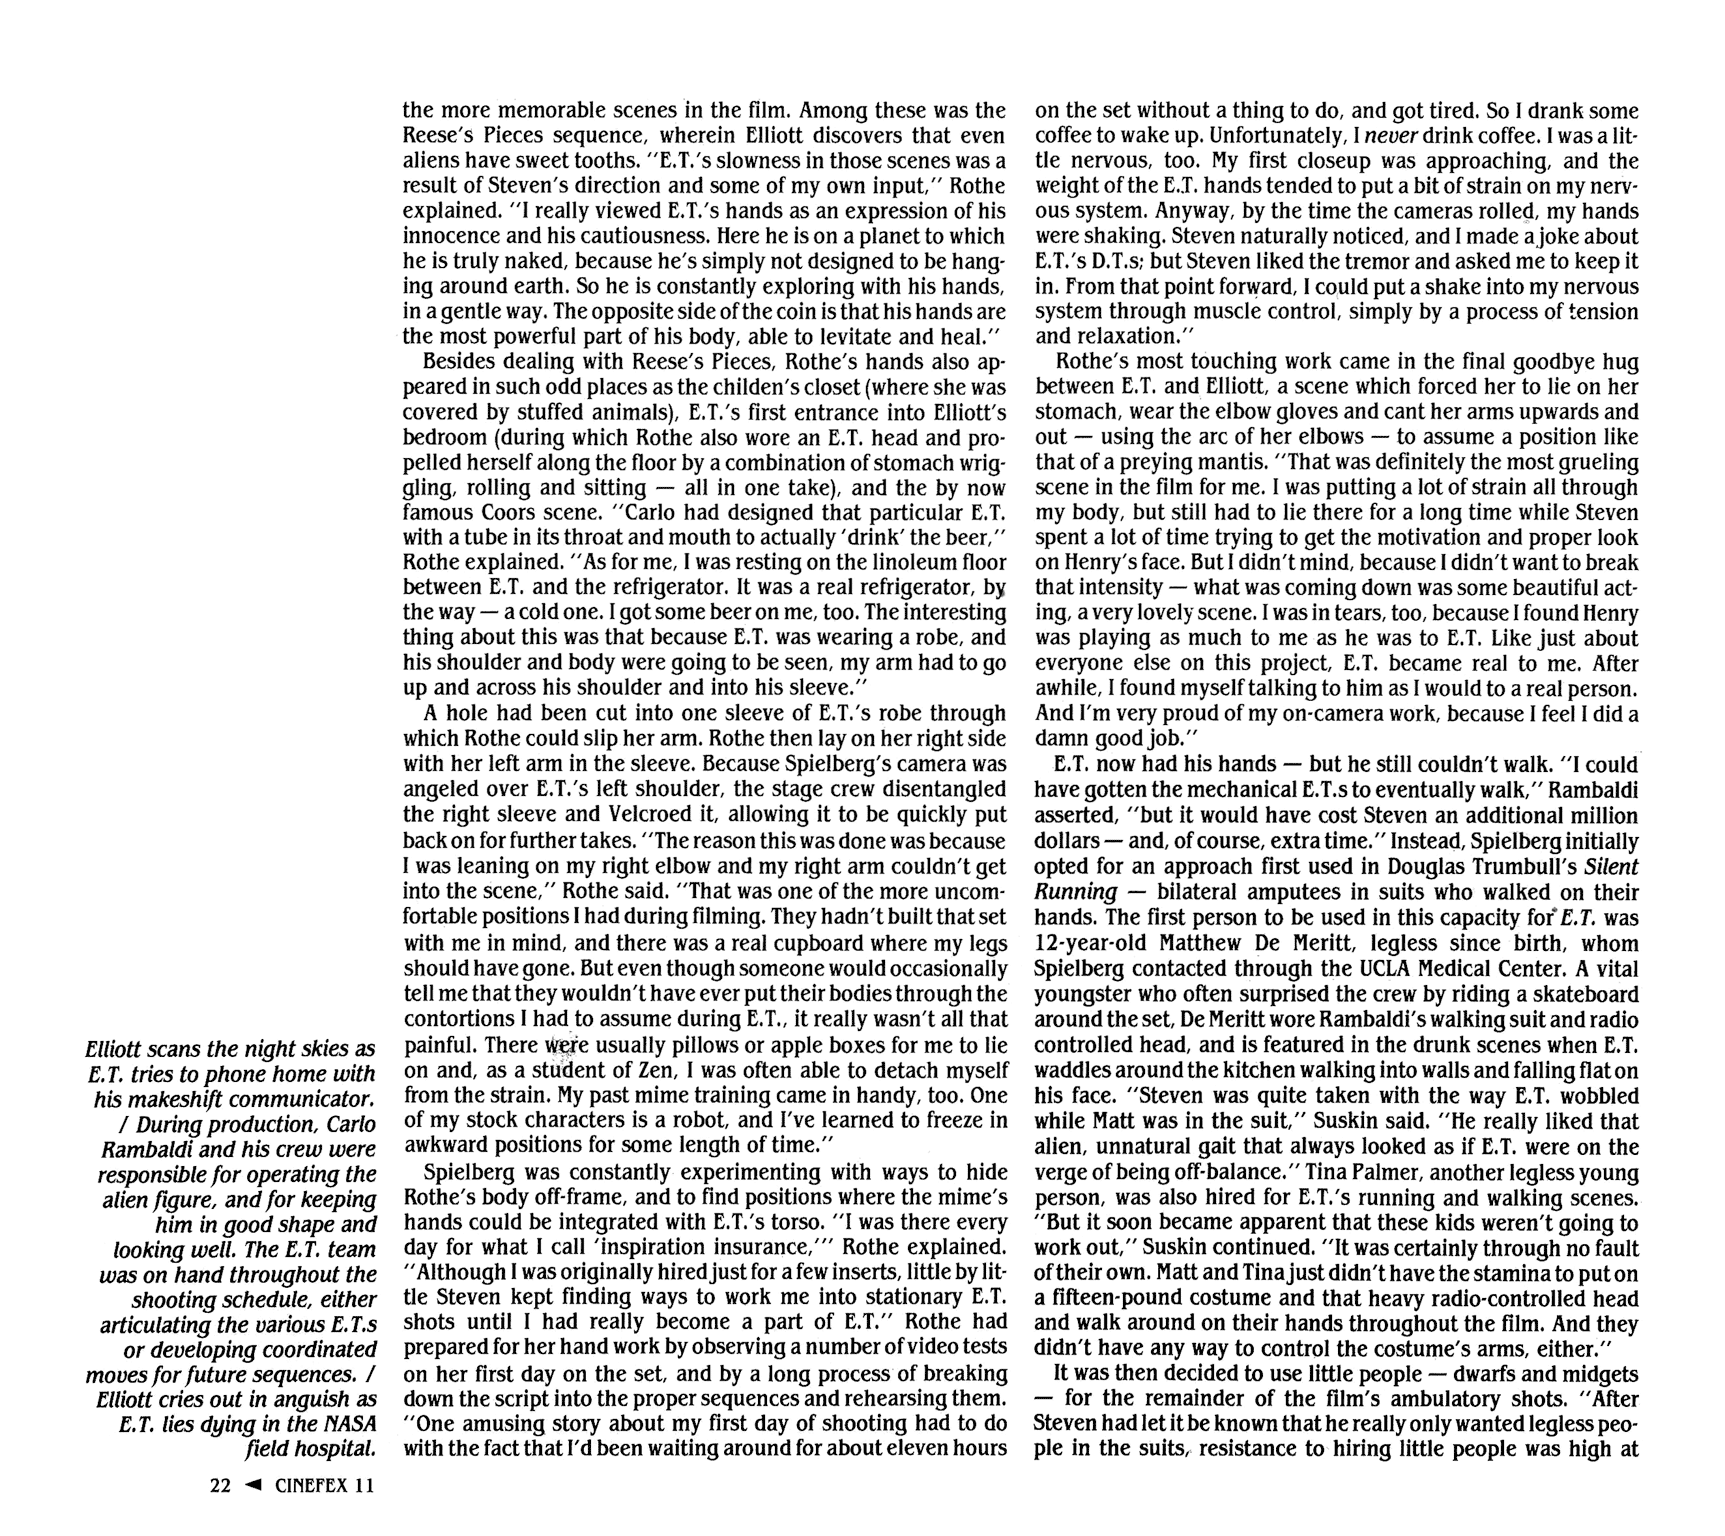 the more memorable scenes in the film. Among these was the
Reese's Pieces sequence, wherein Elliott discovers that even
aliens have sweet tooths. "E.T.'s slowness in those scenes was a
result of Steven's direction and some of my own input," Rothe
explained. "I really viewed E.T.'s hands as an expression of his
innocence and his cautiousness. Here he is on a planet to which
he is truly naked, because he's simply not designed to be hang-
ing around earth. So he is constantly exploring with his hands,
in a gentle way. The opposite side of the coin is that his hands are
the most powerful part of his body, able to levitate and heal."
Besides dealing with Reese's Pieces, Rothe's hands also ap-
peared in such odd places as the childen's closet (where she was
covered by stuffed animals), E.T.'s first entrance into Elliott's
bedroom (during which Rothe also wore an E.T. head and pro-
pelled herself along the floor by a combination of stomach wrig-
gling, rolling and sitting — all in one take), and the by now
famous Coors scene. "Carlo had designed that particular E.T.
with a tube in its throat and mouth to actually 'drink' the beer,"
Rothe explained. "As for me, I was resting on the linoleum floor
between E.T. and the refrigerator. It was a real refrigerator, by
the way — a cold one. I got some beer on me, too. The interesting
thing about this was that because E.T. was wearing a robe, and
his shoulder and body were going to be seen, my arm had to go
up and across his shoulder and into his sleeve."
A hole had been cut into one sleeve of E.T.'s robe through
which Rothe could slip her arm. Rothe then lay on her right side
with her left arm in the sleeve. Because Spielberg's camera was
angeled over E.T.'s left shoulder, the stage crew disentangled
the right sleeve and Velcroed it, allowing it to be quickly put
back on for further takes. "The reason this was done was because
I was leaning on my right elbow and my right arm couldn't get
into the scene," Rothe said. "That was one of the more uncom-
fortable positions I had during filming. They hadn't built that set
with me in mind, and there was a real cupboard where my legs
should have gone. But even though someone would occasionally
tell me that they wouldn't have ever put their bodies through the
contortions I had to assume during E.T., it really wasn't all that
painful. There were usually pillows or apple boxes for me to lie
on and, as a student of Zen, I was often able to detach myself
from the strain. My past mime training came in handy, too. One
of my stock characters is a robot, and I've learned to freeze in
awkward positions for some length of time."
Spielberg was constantly experimenting with ways to hide
Rothe's body off-frame, and to find positions where the mime's
hands could be integrated with E.T.'s torso. "I was there every
day for what I call 'inspiration insurance,'" Rothe explained.
"Although I was originally hired just for a few inserts, little by lit-
tle Steven kept finding ways to work me into stationary E.T.
shots until I had really become a part of E.T." Rothe had
prepared for her hand work by observing a number of video tests
on her first day on the set, and by a long process of breaking
down the script into the proper sequences and rehearsing them.
"One amusing story about my first day of shooting had to do
with the fact that I'd been waiting around for about eleven hours
on the set without a thing to do, and got tired. So I drank some
coffee to wake up. Unfortunately, I never drink coffee. I was a lit-
tle nervous, too. My first closeup was approaching, and the
weight of the E.T. hands tended to put a bit of strain on my nerv-
ous system. Anyway, by the time the cameras rolled, my hands
were shaking. Steven naturally noticed, and I made a joke about
E.T.'s D.T.s; but Steven liked the tremor and asked me to keep it
in. From that point forward, I could put a shake into my nervous
system through muscle control, simply by a process of tension
and relaxation."
Rothe's most touching work came in the final goodbye hug
between E.T. and Elliott, a scene which forced her to lie on her
stomach, wear the elbow gloves and cant her arms upwards and
out — using the arc of her elbows — to assume a position like
that of a preying mantis. "That was definitely the most grueling
scene in the film for me. I was putting a lot of strain all through
my body, but still had to lie there for a long time while Steven
spent a lot of time trying to get the motivation and proper look
on Henry's face. But I didn't mind, because I didn't want to break
that intensity — what was coming down was some beautiful act-
ing, a very lovely scene. I was in tears, too, because I found Henry
was playing as much to me as he was to E.T. Like just about
everyone else on this project, E.T. became real to me. After
awhile, I found myself talking to him as I would to a real person.
And I'm very proud of my on-camera work, because I feel I did a
damn good job."
E.T. now had his hands — but he still couldn't walk. "I could
have gotten the mechanical E.T.s to eventually walk," Rambaldi
asserted, "but it would have cost Steven an additional million
dollars — and, of course, extra time." Instead, Spielberg initially
opted for an approach first used in Douglas Trumbull's Silent
Running — bilateral amputees in suits who walked on their
hands. The first person to be used in this capacity for E.T. was
12-year-old Matthew De Meritt, legless since birth, whom
Spielberg contacted through the UCLA Medical Center. A vital
youngster who often surprised the crew by riding a skateboard
around the set, De Meritt wore Rambaldi's walking suit and radio
controlled head, and is featured in the drunk scenes when E.T.
waddles around the kitchen walking into walls and falling flat on
his face. "Steven was quite taken with the way E.T. wobbled
while Matt was in the suit," Suskin said. "He really liked that
alien, unnatural gait that always looked as if E.T. were on the
verge of being off-balance." Tina Palmer, another legless young
person, was also hired for E.T.'s running and walking scenes.
"But it soon became apparent that these kids weren't going to
work out," Suskin continued. "It was certainly through no fault
of their own. Matt and Tina just didn't have the stamina to put on
a fifteen-pound costume and that heavy radio-controlled head
and walk around on their hands throughout the film. And they
didn't have any way to control the costume's arms, either."
It was then decided to use little people — dwarfs and midgets
— for the remainder of the film's ambulatory shots. "After
Steven had let it be known that he really only wanted legless peo-
ple in the suits, resistance to hiring little people was high at
Elliott scans the night skies as
E.T. tries to phone home with
his makeshift communicator.
/ During production, Carlo
Rambaldi and his crew were
responsible for operating the
alien figure, and for keeping
him in good shape and
looking well. The E.T. team
was on hand throughout the
shooting schedule, either
articulating the various E.T.s
or developing coordinated
moves for future sequences. /
Elliott cries out in anguish as
E.T. lies dying in the NASA
field hospital.
22 ◄ CINEFEX 11